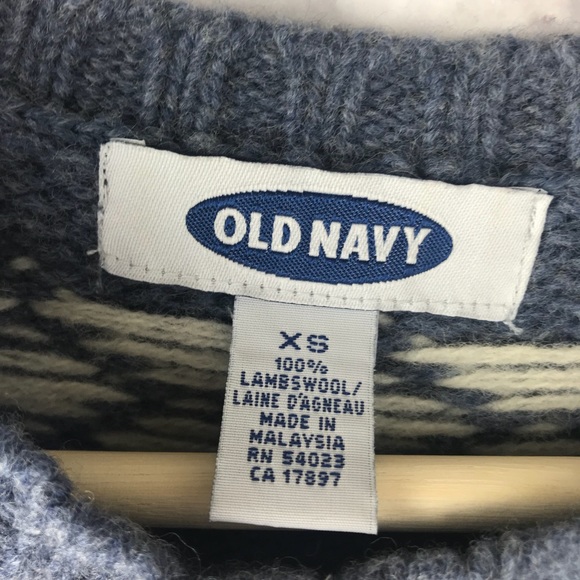 OLD NAVY
XS
100%
LAMBSWOOL/
LAINE D'AGNEAU
MADE IN
MALAYSIA
RN 54023
CA 17897